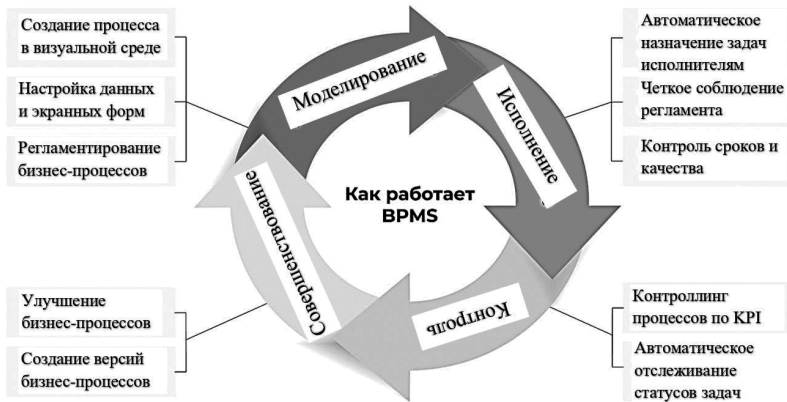 Создание процесса
в визуальной среде
Настройка данных
и экранных форм
Регламентирование
бизнес-процессов
Моделирование
Исполнение
Автоматическое
назначение задач
исполнителям
Четкое соблюдение
регламента
Контроль сроков и
качества
Как работает
BPMS
Совершенствование
Контроль
Улучшение
бизнес-процессов
Создание версий
бизнес-процессов
Контроллинг
процессов по KPI
Автоматическое
отслеживание
статусов задач